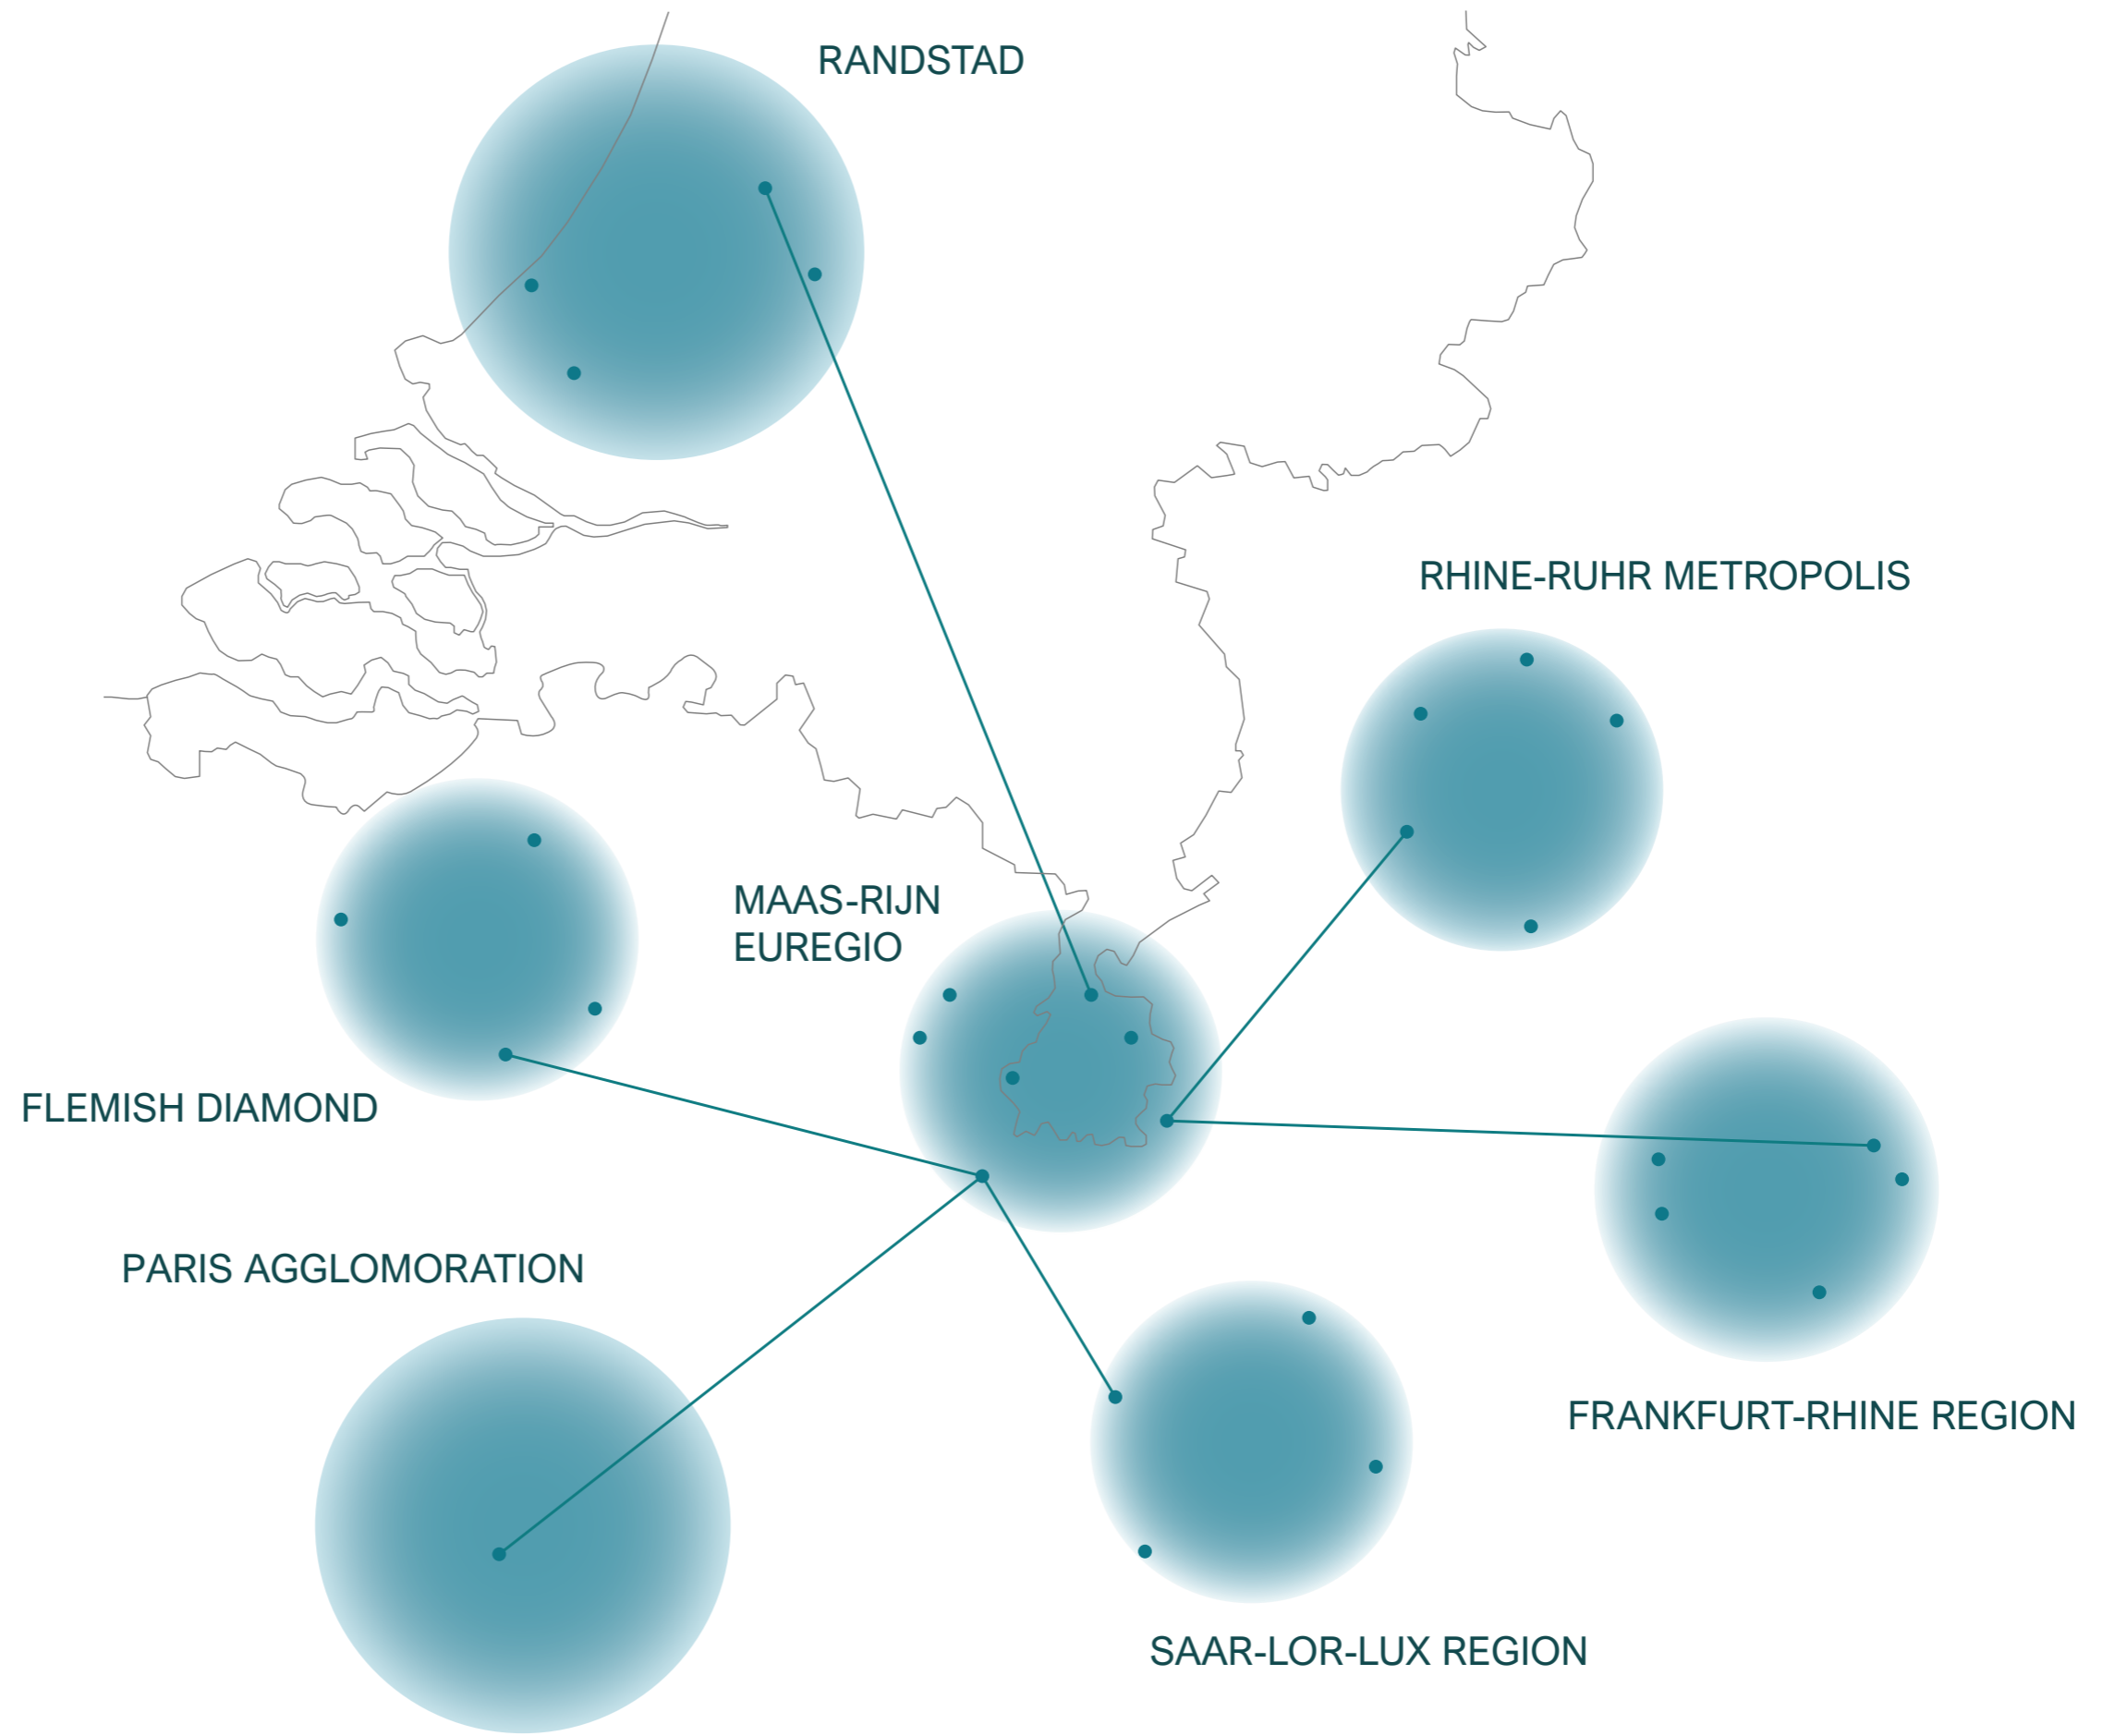 RANDSTAD
RHINE-RUHR METROPOLIS
MAAS-RIJN
EUREGIO
FLEMISH DIAMOND
PARIS AGGLOMORATION
FRANKFURT-RHINE REGION
SAAR-LOR-LUX REGION